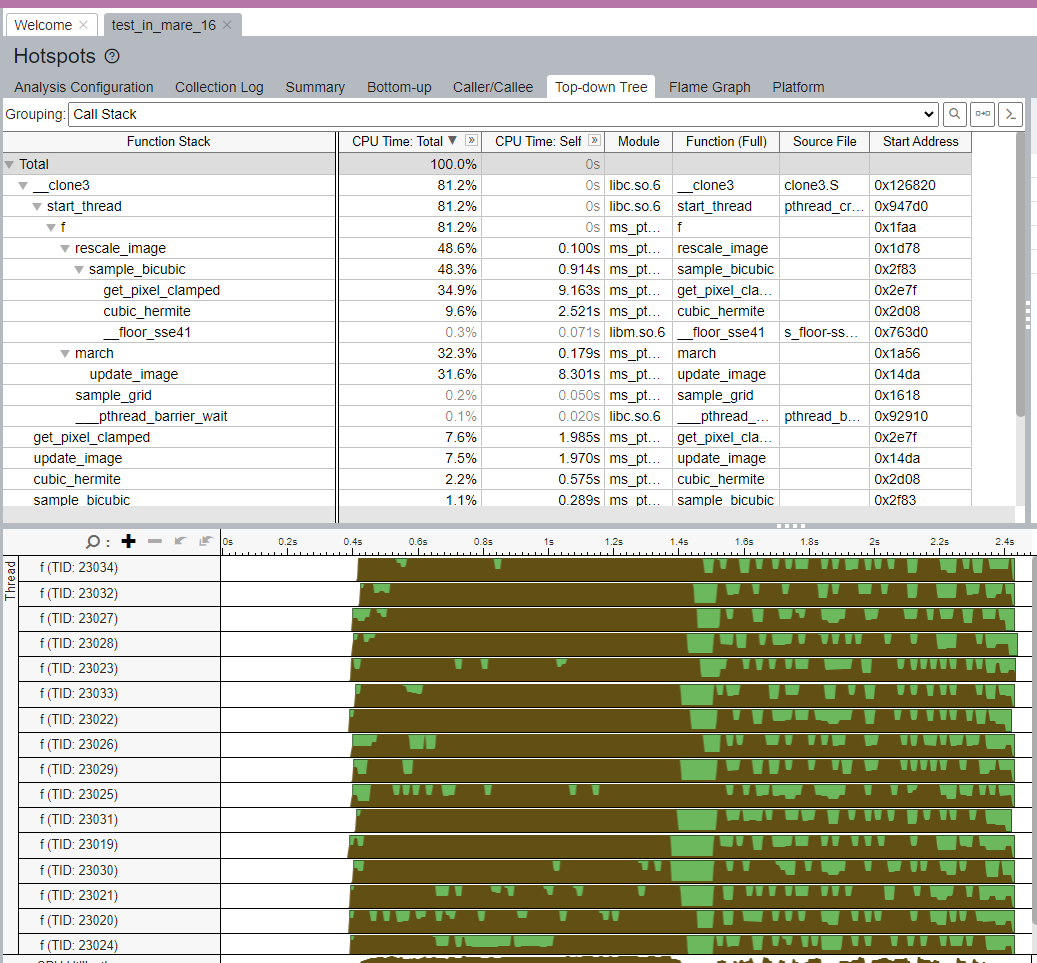 Welcome × test_in_mare_16 ×
Hotspots ?
Analysis Configuration Collection Log Summary Bottom-up Caller/Callee Top-down Tree Flame Graph Platform
Grouping: Call Stack
Function Stack CPU Time: Total ▼ » CPU Time: Self » Module Function (Full) Source File Start Address
Total 100.0% 0s
__clone3 81.2% 0s libc.so.6 __clone3 clone3.S 0x126820
start_thread 81.2% 0s libc.so.6 start_thread pthread_cr... 0x947d0
f 81.2% 0s ms_pt... f 0x1faa
rescale_image 48.6% 0.100s ms_pt... rescale_image 0x1d78
sample_bicubic 48.3% 0.914s ms_pt... sample_bicubic 0x2f83
get_pixel_clamped 34.9% 9.163s ms_pt... get_pixel_cla... 0x2e7f
cubic_hermite 9.6% 2.521s ms_pt... cubic_hermite 0x2d08
__floor_sse41 0.3% 0.071s libm.so.6 __floor_sse41 s_floor-ss... 0x763d0
march 32.3% 0.179s ms_pt... march 0x1a56
update_image 31.6% 8.301s ms_pt... update_image 0x14da
sample_grid 0.2% 0.050s ms_pt... sample_grid 0x1618
___pthread_barrier_wait 0.1% 0.020s libc.so.6 ___pthread_... pthread_b... 0x92910
get_pixel_clamped 7.6% 1.985s ms_pt... get_pixel_cla... 0x2e7f
update_image 7.5% 1.970s ms_pt... update_image 0x14da
cubic_hermite 2.2% 0.575s ms_pt... cubic_hermite 0x2d08
sample_bicubic 1.1% 0.289s ms_pt... sample_bicubic 0x2f83
: + − 0s 0.2s 0.4s 0.6s 0.8s 1s 1.2s 1.4s 1.6s 1.8s 2s 2.2s 2.4s
Thread
f (TID: 23034)
f (TID: 23032)
f (TID: 23027)
f (TID: 23028)
f (TID: 23023)
f (TID: 23033)
f (TID: 23022)
f (TID: 23026)
f (TID: 23029)
f (TID: 23025)
f (TID: 23031)
f (TID: 23019)
f (TID: 23030)
f (TID: 23021)
f (TID: 23020)
f (TID: 23024)